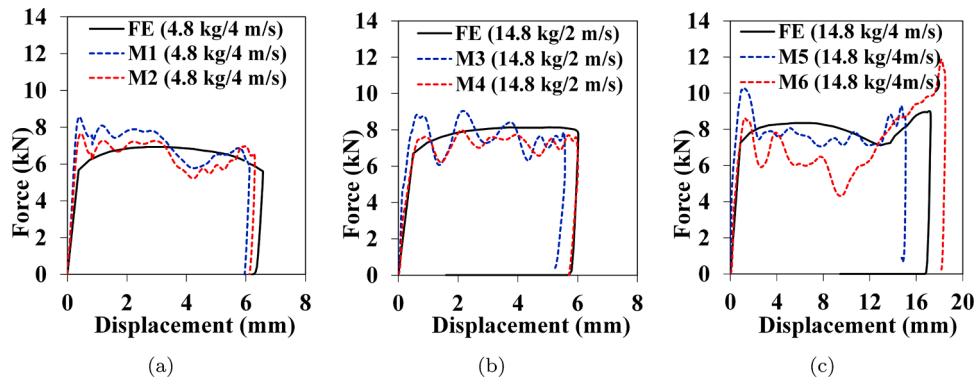 14
12
10
8
6
4
2
0
Force (kN)
FE (4.8 kg/4 m/s)
M1 (4.8 kg/4 m/s)
M2 (4.8 kg/4 m/s)
0 2 4 6 8
Displacement (mm)
(a)
14
12
10
8
6
4
2
0
Force (kN)
FE (14.8 kg/2 m/s)
M3 (14.8 kg/2 m/s)
M4 (14.8 kg/2 m/s)
0 2 4 6 8
Displacement (mm)
(b)
14
12
10
8
6
4
2
0
Force (kN)
FE (14.8 kg/4 m/s)
M5 (14.8 kg/4m/s)
M6 (14.8 kg/4m/s)
0 4 8 12 16 20
Displacement (mm)
(c)